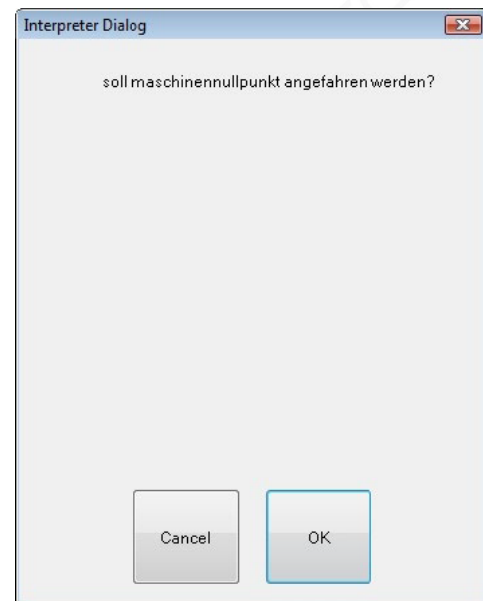 Interpreter Dialog
soll maschinennullpunkt angefahren werden?
Cancel OK